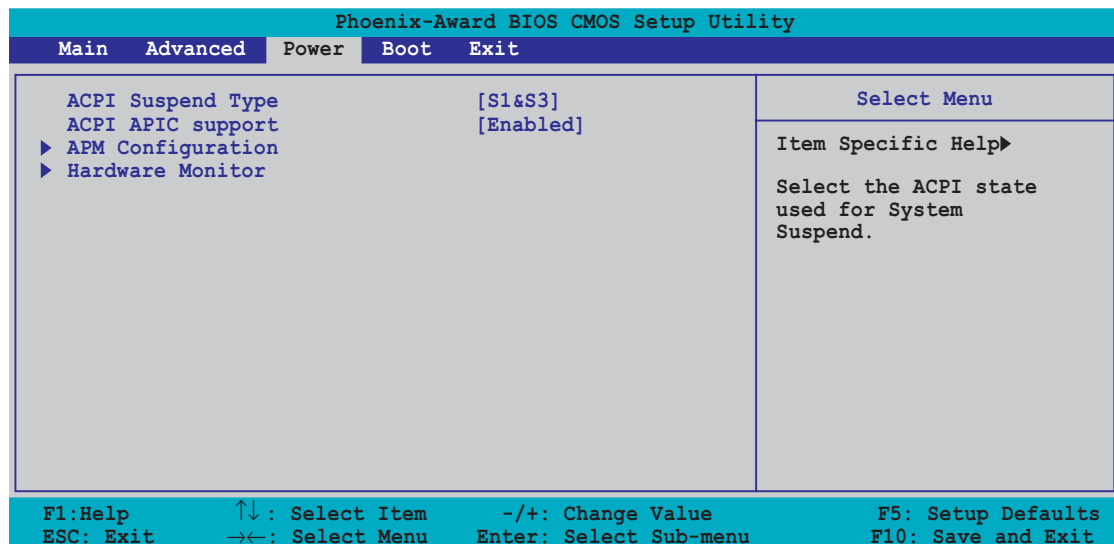 Phoenix-Award BIOS CMOS Setup Utility
Main Advanced Power Boot Exit
ACPI Suspend Type [S1&S3]
ACPI APIC support [Enabled]
▶ APM Configuration
▶ Hardware Monitor
Select Menu
Item Specific Help▶
Select the ACPI state
used for System
Suspend.
F1:Help ↑↓: Select Item -/+: Change Value F5: Setup Defaults
ESC: Exit →←: Select Menu Enter: Select Sub-menu F10: Save and Exit